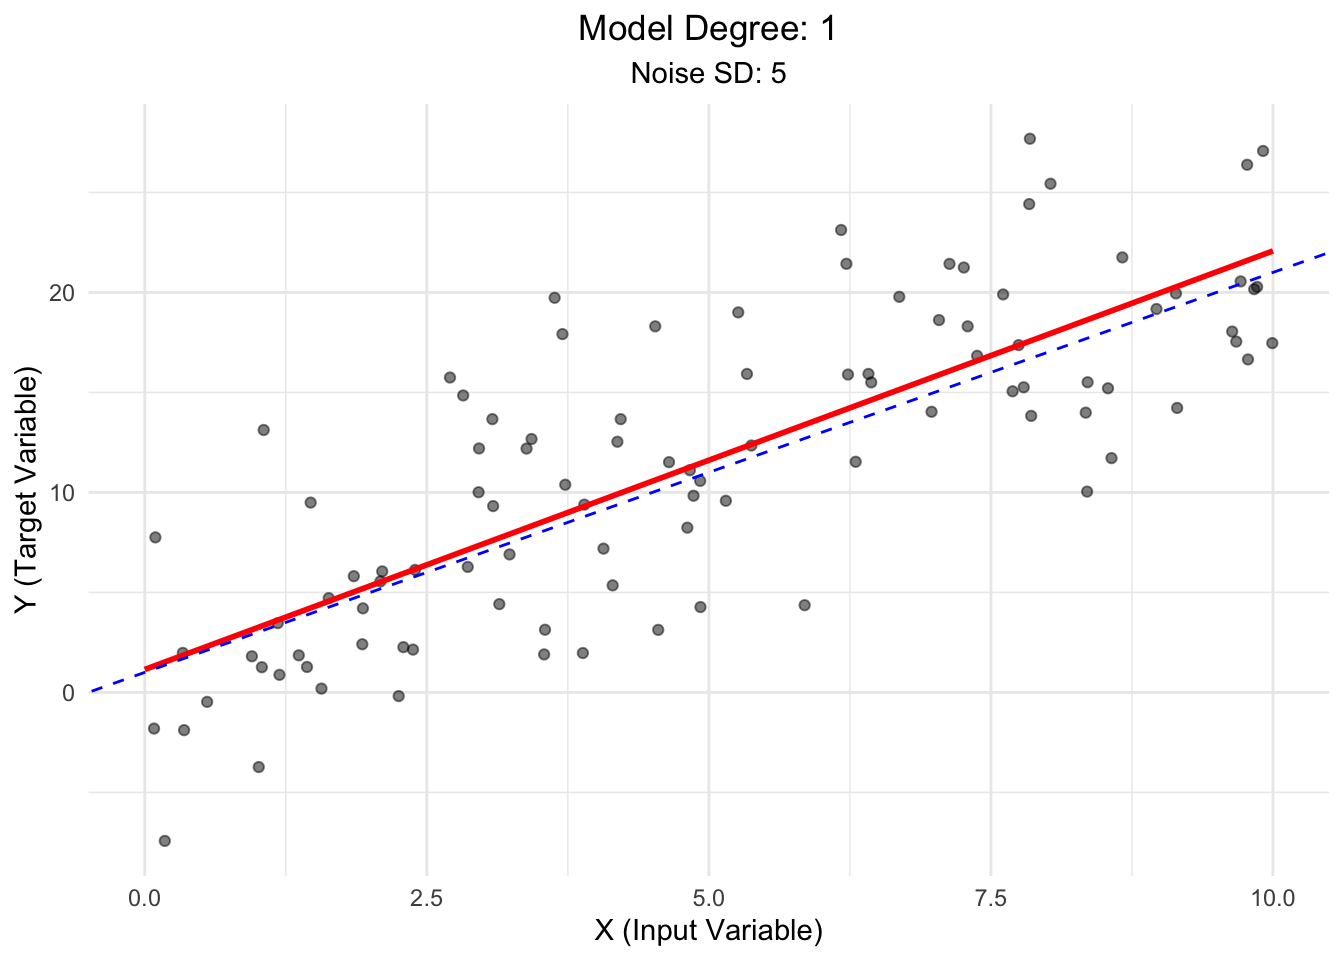 Model Degree: 1
Noise SD: 5
Y (Target Variable)
20
10
0
0.0
2.5
5.0
7.5
10.0
X (Input Variable)